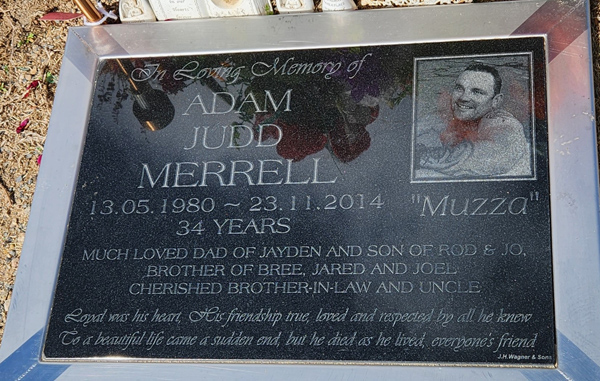 In Loving Memory of
ADAM
JUDD
MERRELL
13.05.1980 ~ 23.11.2014
34 YEARS
"Muzza"
MUCH LOVED DAD OF JAYDEN AND SON OF ROD & JO,
BROTHER OF BREE, JARED AND JOEL
CHERISHED BROTHER-IN-LAW AND UNCLE
Loyal was his heart, His friendship true, loved and respected by all he knew
To a beautiful life came a sudden end, but he died as he lived, everyone's friend
J.H.Wagner & Sons